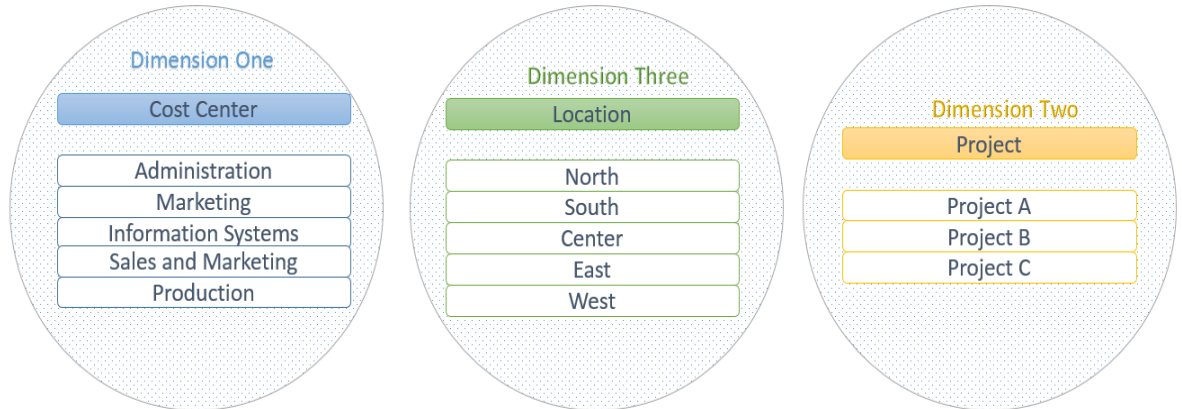 Dimension One
Cost Center
Administration
Marketing
Information Systems
Sales and Marketing
Production
Dimension Three
Location
North
South
Center
East
West
Dimension Two
Project
Project A
Project B
Project C